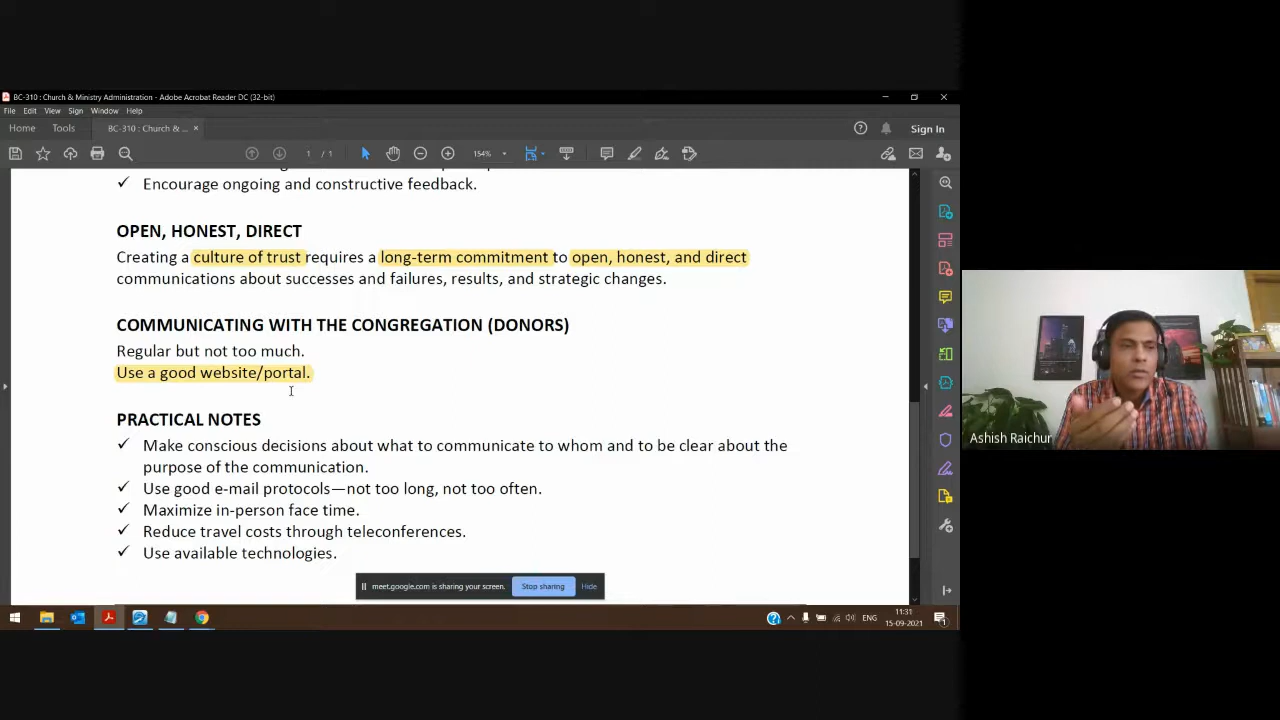 BC-310 : Church & Ministry Administration - Adobe Acrobat Reader DC (32-bit)
File Edit View Sign Window Help
Home Tools BC-310 : Church & ... × Sign In
1 / 1 154%
✓ Encourage ongoing and constructive feedback.
OPEN, HONEST, DIRECT
Creating a culture of trust requires a long-term commitment to open, honest, and direct
communications about successes and failures, results, and strategic changes.
COMMUNICATING WITH THE CONGREGATION (DONORS)
Regular but not too much.
Use a good website/portal.
PRACTICAL NOTES
✓ Make conscious decisions about what to communicate to whom and to be clear about the
purpose of the communication.
✓ Use good e-mail protocols—not too long, not too often.
✓ Maximize in-person face time.
✓ Reduce travel costs through teleconferences.
✓ Use available technologies.
meet.google.com is sharing your screen. Stop sharing Hide
ENG 11:31
15-09-2021
Ashish Raichur